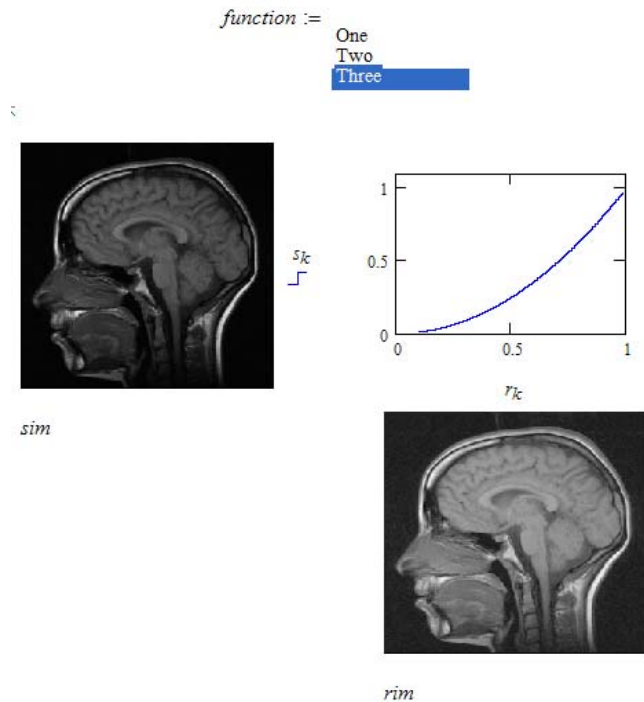 function :=
One
Two
Three
s_k
1
0.5
0
0
0.5
1
r_k
sim
rim